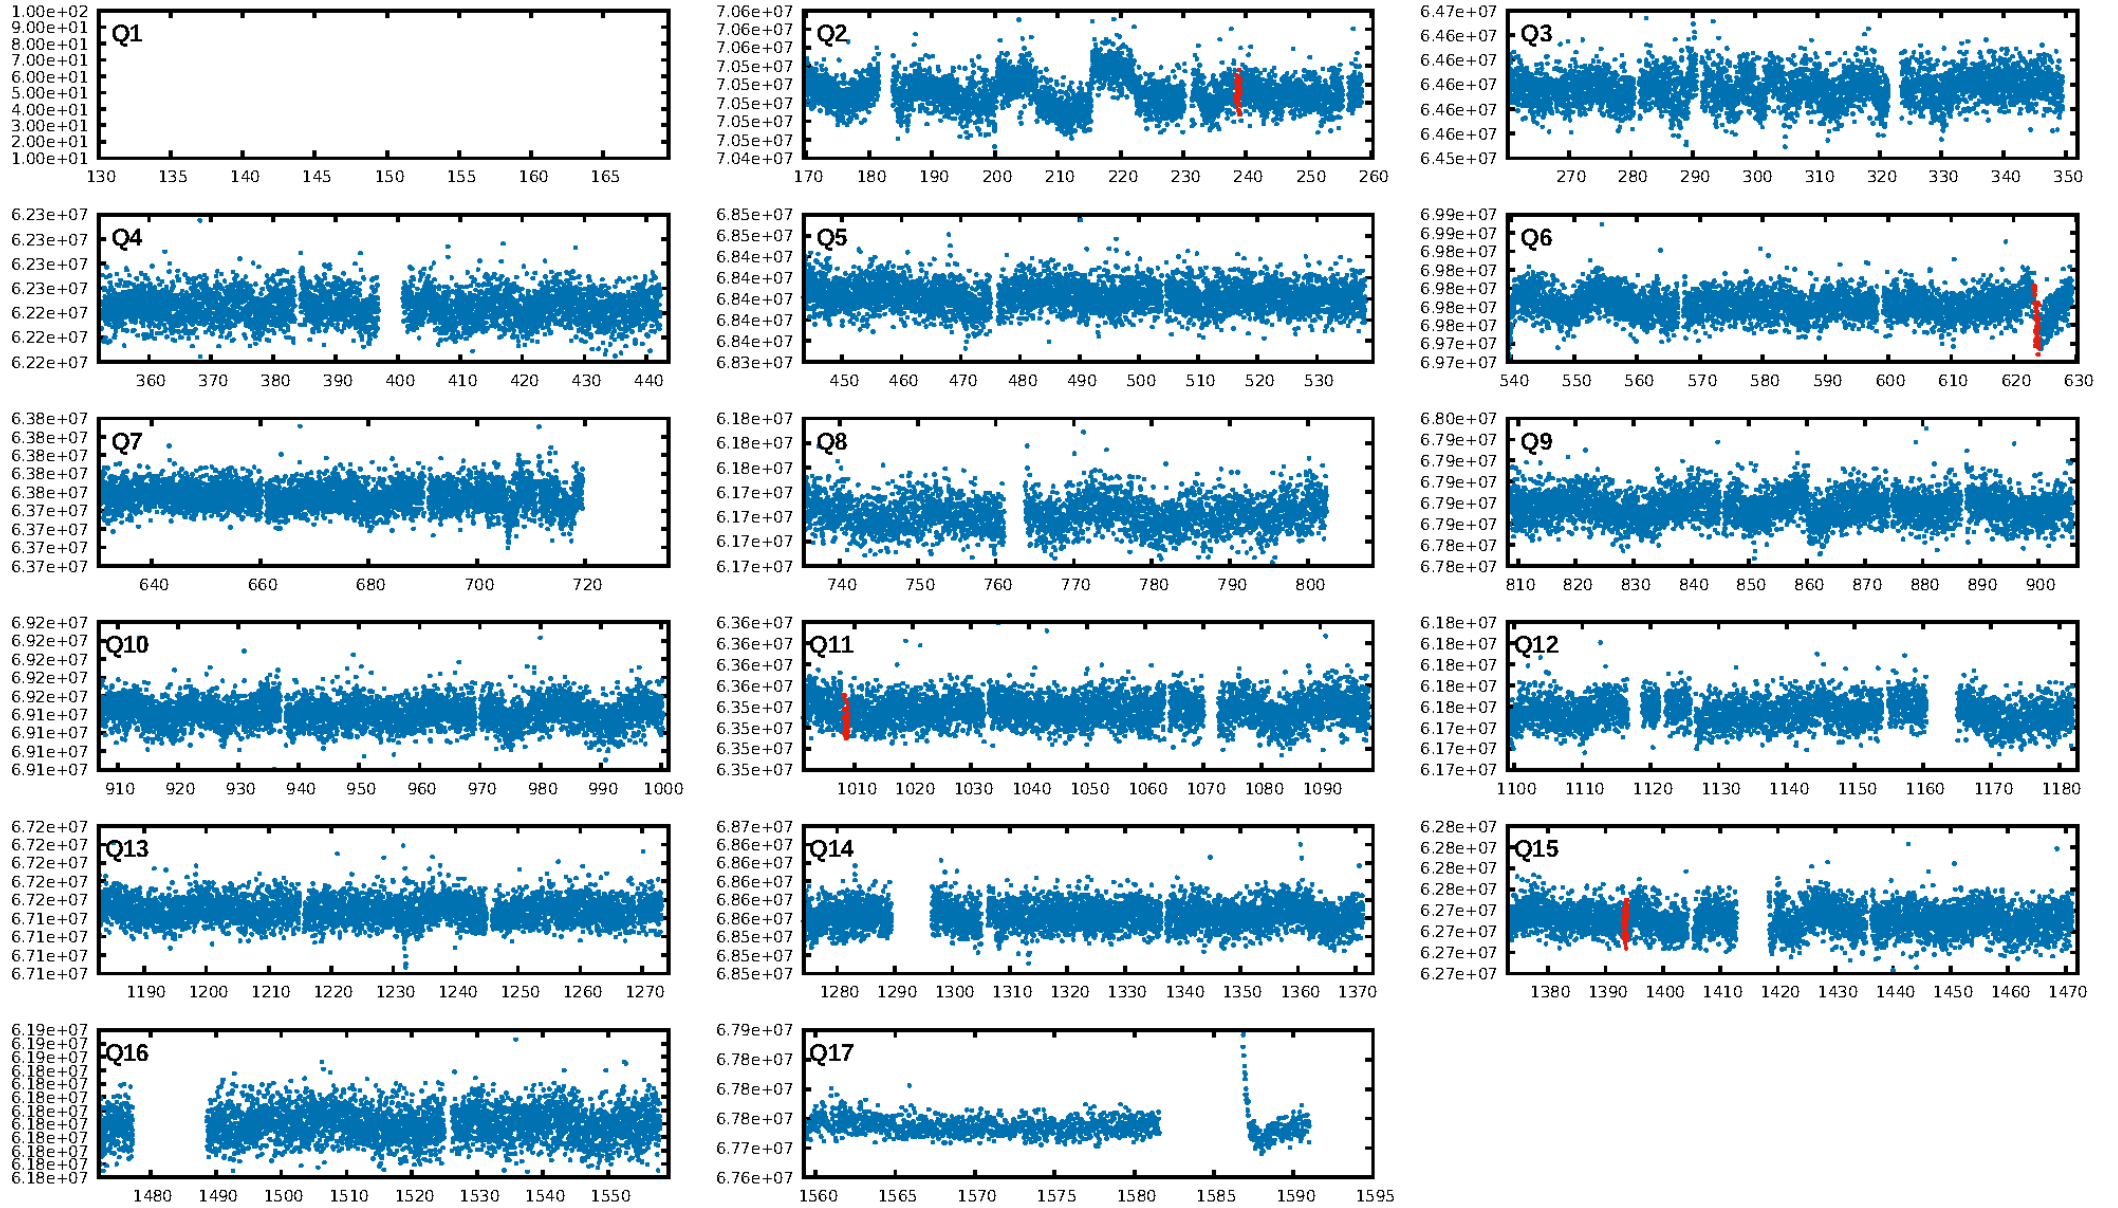 Q1
1.00e+02
9.00e+01
8.00e+01
7.00e+01
6.00e+01
5.00e+01
4.00e+01
3.00e+01
2.00e+01
1.00e+01
130 135 140 145 150 155 160 165
Q2
7.06e+07
7.06e+07
7.05e+07
7.05e+07
7.05e+07
7.05e+07
7.05e+07
7.04e+07
170 180 190 200 210 220 230 240 250 260
Q3
6.47e+07
6.46e+07
6.46e+07
6.46e+07
6.46e+07
6.46e+07
6.45e+07
270 280 290 300 310 320 330 340 350
Q4
6.23e+07
6.23e+07
6.23e+07
6.23e+07
6.22e+07
6.22e+07
6.22e+07
360 370 380 390 400 410 420 430 440
Q5
6.85e+07
6.85e+07
6.84e+07
6.84e+07
6.84e+07
6.84e+07
6.84e+07
6.83e+07
450 460 470 480 490 500 510 520 530
Q6
6.99e+07
6.99e+07
6.98e+07
6.98e+07
6.98e+07
6.98e+07
6.98e+07
6.97e+07
6.97e+07
540 550 560 570 580 590 600 610 620 630
Q7
6.38e+07
6.38e+07
6.38e+07
6.38e+07
6.38e+07
6.37e+07
6.37e+07
6.37e+07
6.37e+07
640 660 680 700 720
Q8
6.18e+07
6.18e+07
6.18e+07
6.17e+07
6.17e+07
6.17e+07
6.17e+07
740 750 760 770 780 790 800
Q9
6.80e+07
6.79e+07
6.79e+07
6.79e+07
6.79e+07
6.79e+07
6.78e+07
6.78e+07
810 820 830 840 850 860 870 880 890 900
Q10
6.92e+07
6.92e+07
6.92e+07
6.92e+07
6.92e+07
6.91e+07
6.91e+07
6.91e+07
6.91e+07
910 920 930 940 950 960 970 980 990 1000
Q11
6.36e+07
6.36e+07
6.36e+07
6.36e+07
6.35e+07
6.35e+07
6.35e+07
6.35e+07
1010 1020 1030 1040 1050 1060 1070 1080 1090
Q12
6.18e+07
6.18e+07
6.18e+07
6.18e+07
6.18e+07
6.17e+07
6.17e+07
6.17e+07
1100 1110 1120 1130 1140 1150 1160 1170 1180
Q13
6.72e+07
6.72e+07
6.72e+07
6.72e+07
6.72e+07
6.71e+07
6.71e+07
6.71e+07
6.71e+07
1190 1200 1210 1220 1230 1240 1250 1260 1270
Q14
6.87e+07
6.86e+07
6.86e+07
6.86e+07
6.86e+07
6.86e+07
6.85e+07
6.85e+07
6.85e+07
1280 1290 1300 1310 1320 1330 1340 1350 1360 1370
Q15
6.28e+07
6.28e+07
6.28e+07
6.28e+07
6.27e+07
6.27e+07
6.27e+07
6.27e+07
1380 1390 1400 1410 1420 1430 1440 1450 1460 1470
Q16
6.19e+07
6.19e+07
6.19e+07
6.18e+07
6.18e+07
6.18e+07
6.18e+07
6.18e+07
6.18e+07
6.18e+07
6.18e+07
6.18e+07
1480 1490 1500 1510 1520 1530 1540 1550
Q17
6.79e+07
6.78e+07
6.78e+07
6.78e+07
6.77e+07
6.76e+07
1560 1565 1570 1575 1580 1585 1590 1595